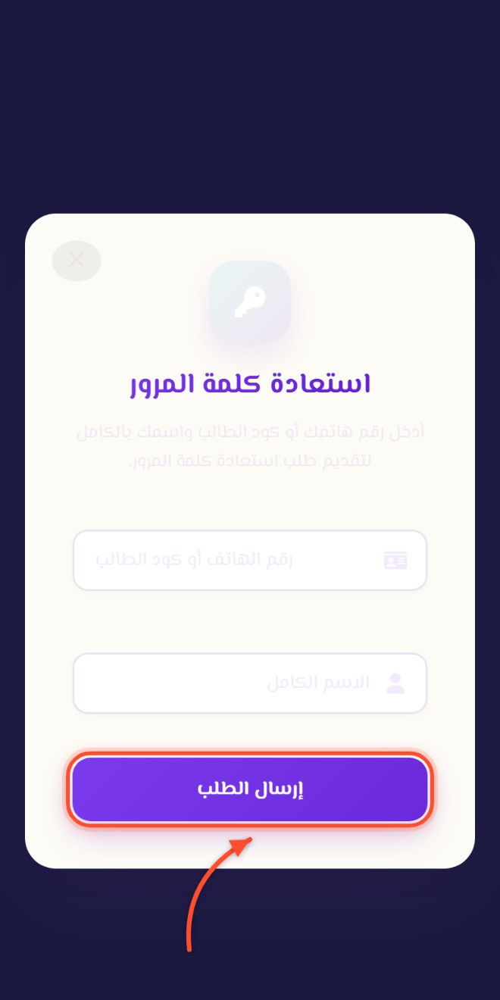 استعادة كلمة المرور
أدخل رقم هاتفك أو كود الطالب واسمك بالكامل
لتقديم طلب استعادة كلمة المرور.
رقم الهاتف أو كود الطالب
الاسم الكامل
إرسال الطلب